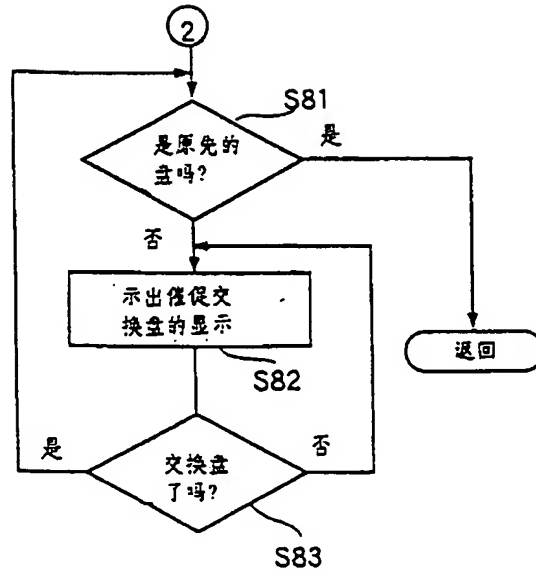 2
S81
是原先的
盘吗?
是
否
示出催促交
换盘的显示
S82
返回
是
交换盘
了吗?
否
S83